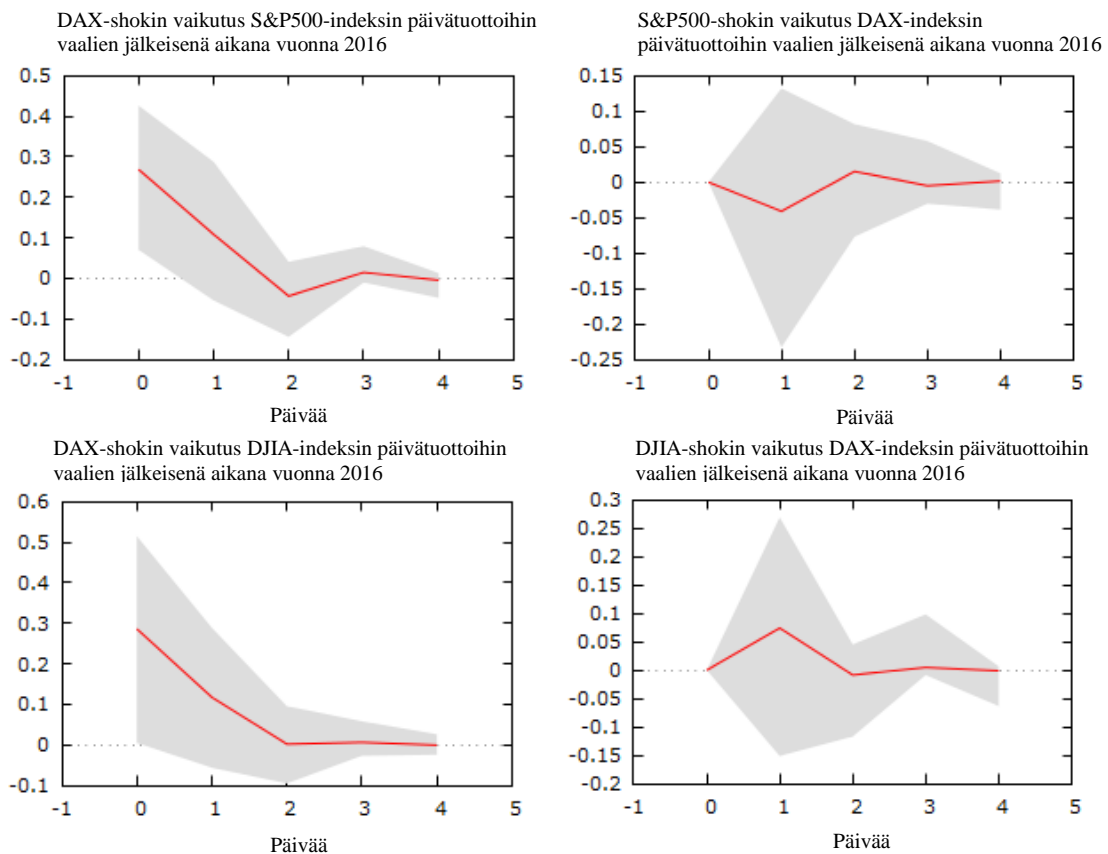 DAX-shokin vaikutus S&P500-indeksin päivätuottoihin
vaalien jälkeisenä aikana vuonna 2016
0.5
0.4
0.3
0.2
0.1
0
-0.1
-0.2
-1 0 1 2 3 4 5
Päivää
S&P500-shokin vaikutus DAX-indeksin
päivätuottoihin vaalien jälkeisenä aikana vuonna 2016
0.15
0.1
0.05
0
-0.05
-0.1
-0.15
-0.2
-0.25
-1 0 1 2 3 4 5
Päivää
DAX-shokin vaikutus DJIA-indeksin päivätuottoihin
vaalien jälkeisenä aikana vuonna 2016
0.6
0.5
0.4
0.3
0.2
0.1
0
-0.1
-1 0 1 2 3 4 5
Päivää
DJIA-shokin vaikutus DAX-indeksin päivätuottoihin
vaalien jälkeisenä aikana vuonna 2016
0.3
0.25
0.2
0.15
0.1
0.05
0
-0.05
-0.1
-0.15
-0.2
-1 0 1 2 3 4 5
Päivää